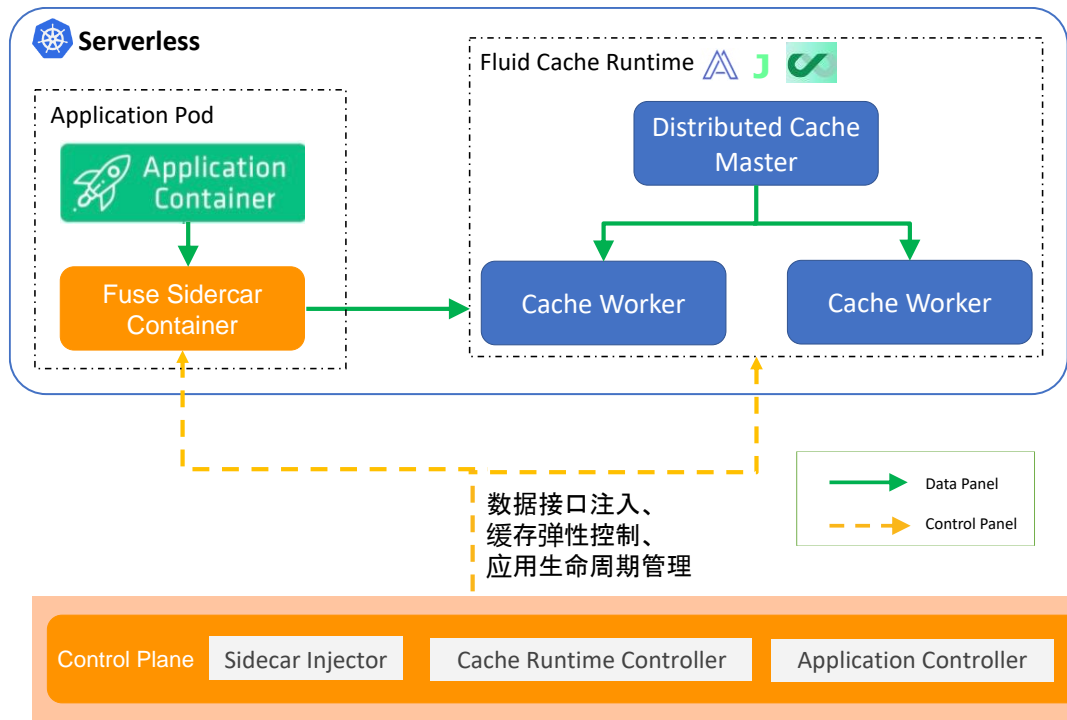 Serverless
Fluid Cache Runtime
Application Pod
Application
Container
Distributed Cache
Master
Fuse Sidercar
Container
Cache Worker
Cache Worker
数据接口注入、
缓存弹性控制、
应用生命周期管理
Data Panel
Control Panel
Control Plane
Sidecar Injector
Cache Runtime Controller
Application Controller